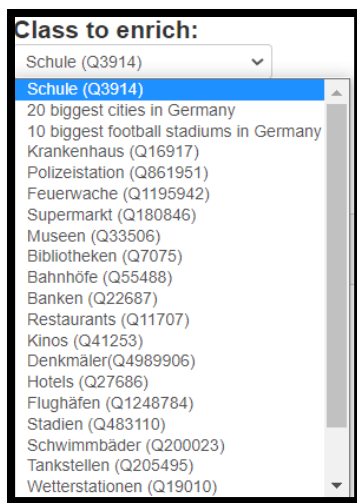 Class to enrich:
Schule (Q3914)
Schule (Q3914)
20 biggest cities in Germany
10 biggest football stadiums in Germany
Krankenhaus (Q16917)
Polizeistation (Q861951)
Feuerwache (Q1195942)
Supermarkt (Q180846)
Museen (Q33506)
Bibliotheken (Q7075)
Bahnhöfe (Q55488)
Banken (Q22687)
Restaurants (Q11707)
Kinos (Q41253)
Denkmäler(Q4989906)
Hotels (Q27686)
Flughäfen (Q1248784)
Stadien (Q483110)
Schwimmbäder (Q200023)
Tankstellen (Q205495)
Wetterstationen (Q19010)